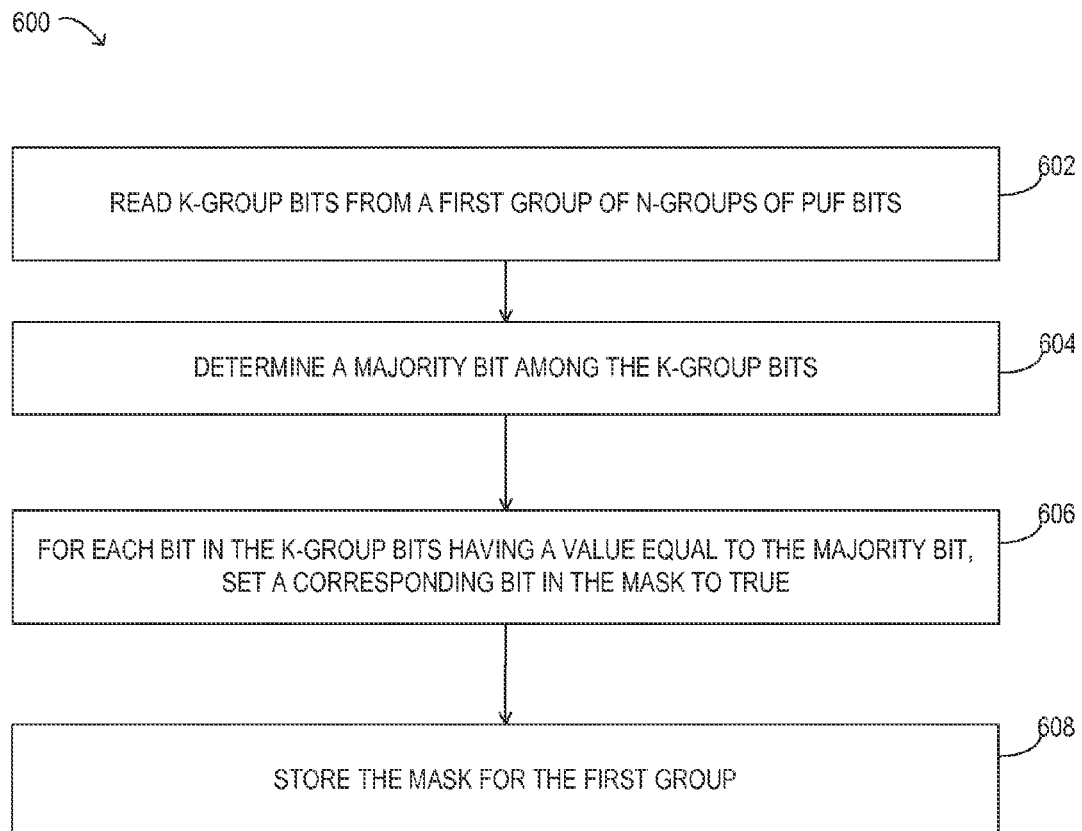 600
602
READ K-GROUP BITS FROM A FIRST GROUP OF N-GROUPS OF PUF BITS
604
DETERMINE A MAJORITY BIT AMONG THE K-GROUP BITS
606
FOR EACH BIT IN THE K-GROUP BITS HAVING A VALUE EQUAL TO THE MAJORITY BIT,
SET A CORRESPONDING BIT IN THE MASK TO TRUE
608
STORE THE MASK FOR THE FIRST GROUP